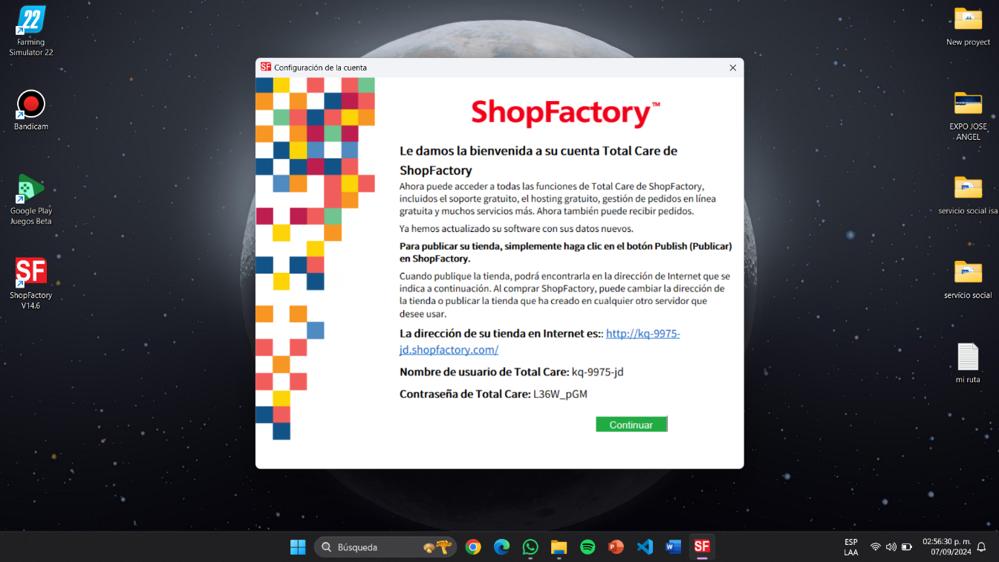 22
Farming
Simulator 22
Bandicam
Google Play
Juegos Beta
SF
ShopFactory
V14.6
SF Configuración de la cuenta
ShopFactory™
Le damos la bienvenida a su cuenta Total Care de
ShopFactory
Ahora puede acceder a todas las funciones de Total Care de ShopFactory,
incluidos el soporte gratuito, el hosting gratuito, gestión de pedidos en línea
gratuita y muchos servicios más. Ahora también puede recibir pedidos.
Ya hemos actualizado su software con sus datos nuevos.
Para publicar su tienda, simplemente haga clic en el botón Publish (Publicar)
en ShopFactory.
Cuando publique la tienda, podrá encontrarla en la dirección de Internet que se
indica a continuación. Al comprar ShopFactory, puede cambiar la dirección de
la tienda o publicar la tienda que ha creado en cualquier otro servidor que
desee usar.
La dirección de su tienda en Internet es:: http://kq-9975-
jd.shopfactory.com/
Nombre de usuario de Total Care: kq-9975-jd
Contraseña de Total Care: L36W_pGM
Continuar
New proyect
EXPO JOSE
ANGEL
servicio social isa
servicio social
mi ruta
Búsqueda
P
W
SF
ESP
LAA
02:56:30 p. m.
07/09/2024